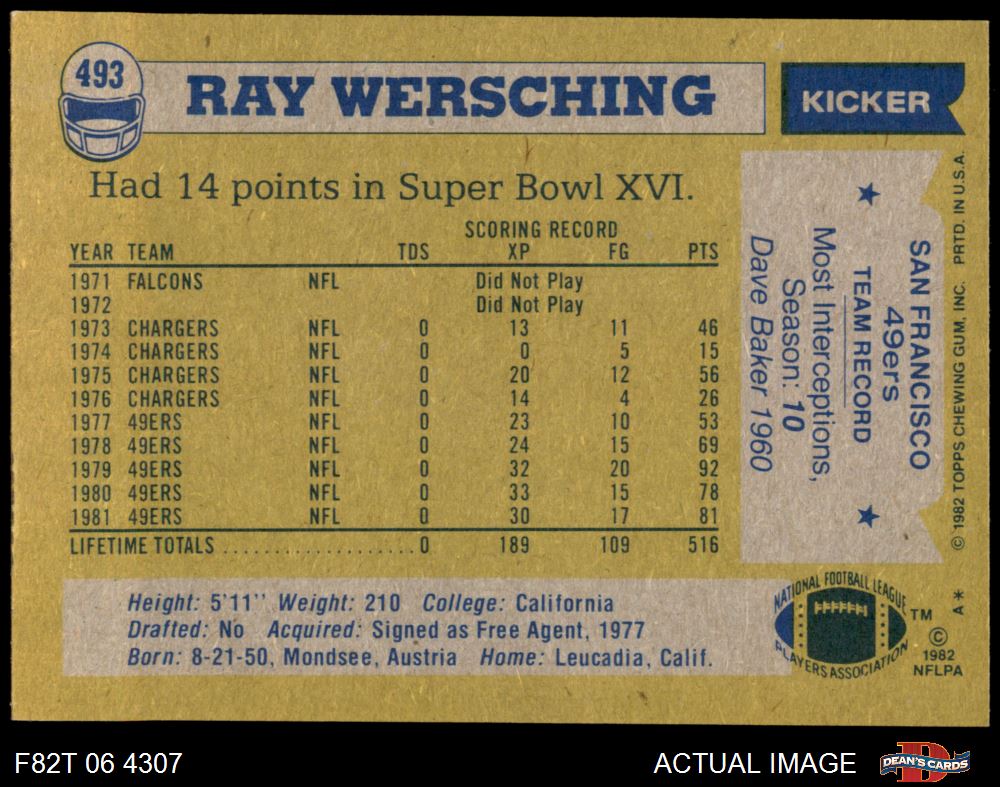 493
RAY WERSCHING
KICKER
Had 14 points in Super Bowl XVI.
SCORING RECORD
YEAR TEAM TDS XP FG PTS
1971 FALCONS NFL Did Not Play
1972 Did Not Play
1973 CHARGERS NFL 0 13 11 46
1974 CHARGERS NFL 0 0 5 15
1975 CHARGERS NFL 0 20 12 56
1976 CHARGERS NFL 0 14 4 26
1977 49ERS NFL 0 23 10 53
1978 49ERS NFL 0 24 15 69
1979 49ERS NFL 0 32 20 92
1980 49ERS NFL 0 33 15 78
1981 49ERS NFL 0 30 17 81
LIFETIME TOTALS ..................0 189 109 516
Height: 5'11" Weight: 210 College: California
Drafted: No Acquired: Signed as Free Agent, 1977
Born: 8-21-50, Mondsee, Austria Home: Leucadia, Calif.
SAN FRANCISCO
49ers
★ TEAM RECORD ★
Most Interceptions,
Season: 10
Dave Baker 1960
© 1982 TOPPS CHEWING GUM, INC. PRTD. IN U.S.A.
A*
NATIONAL FOOTBALL LEAGUE
PLAYERS ASSOCIATION
TM
©
1982
NFLPA
F82T 06 4307
ACTUAL IMAGE
D
DEAN'S CARDS